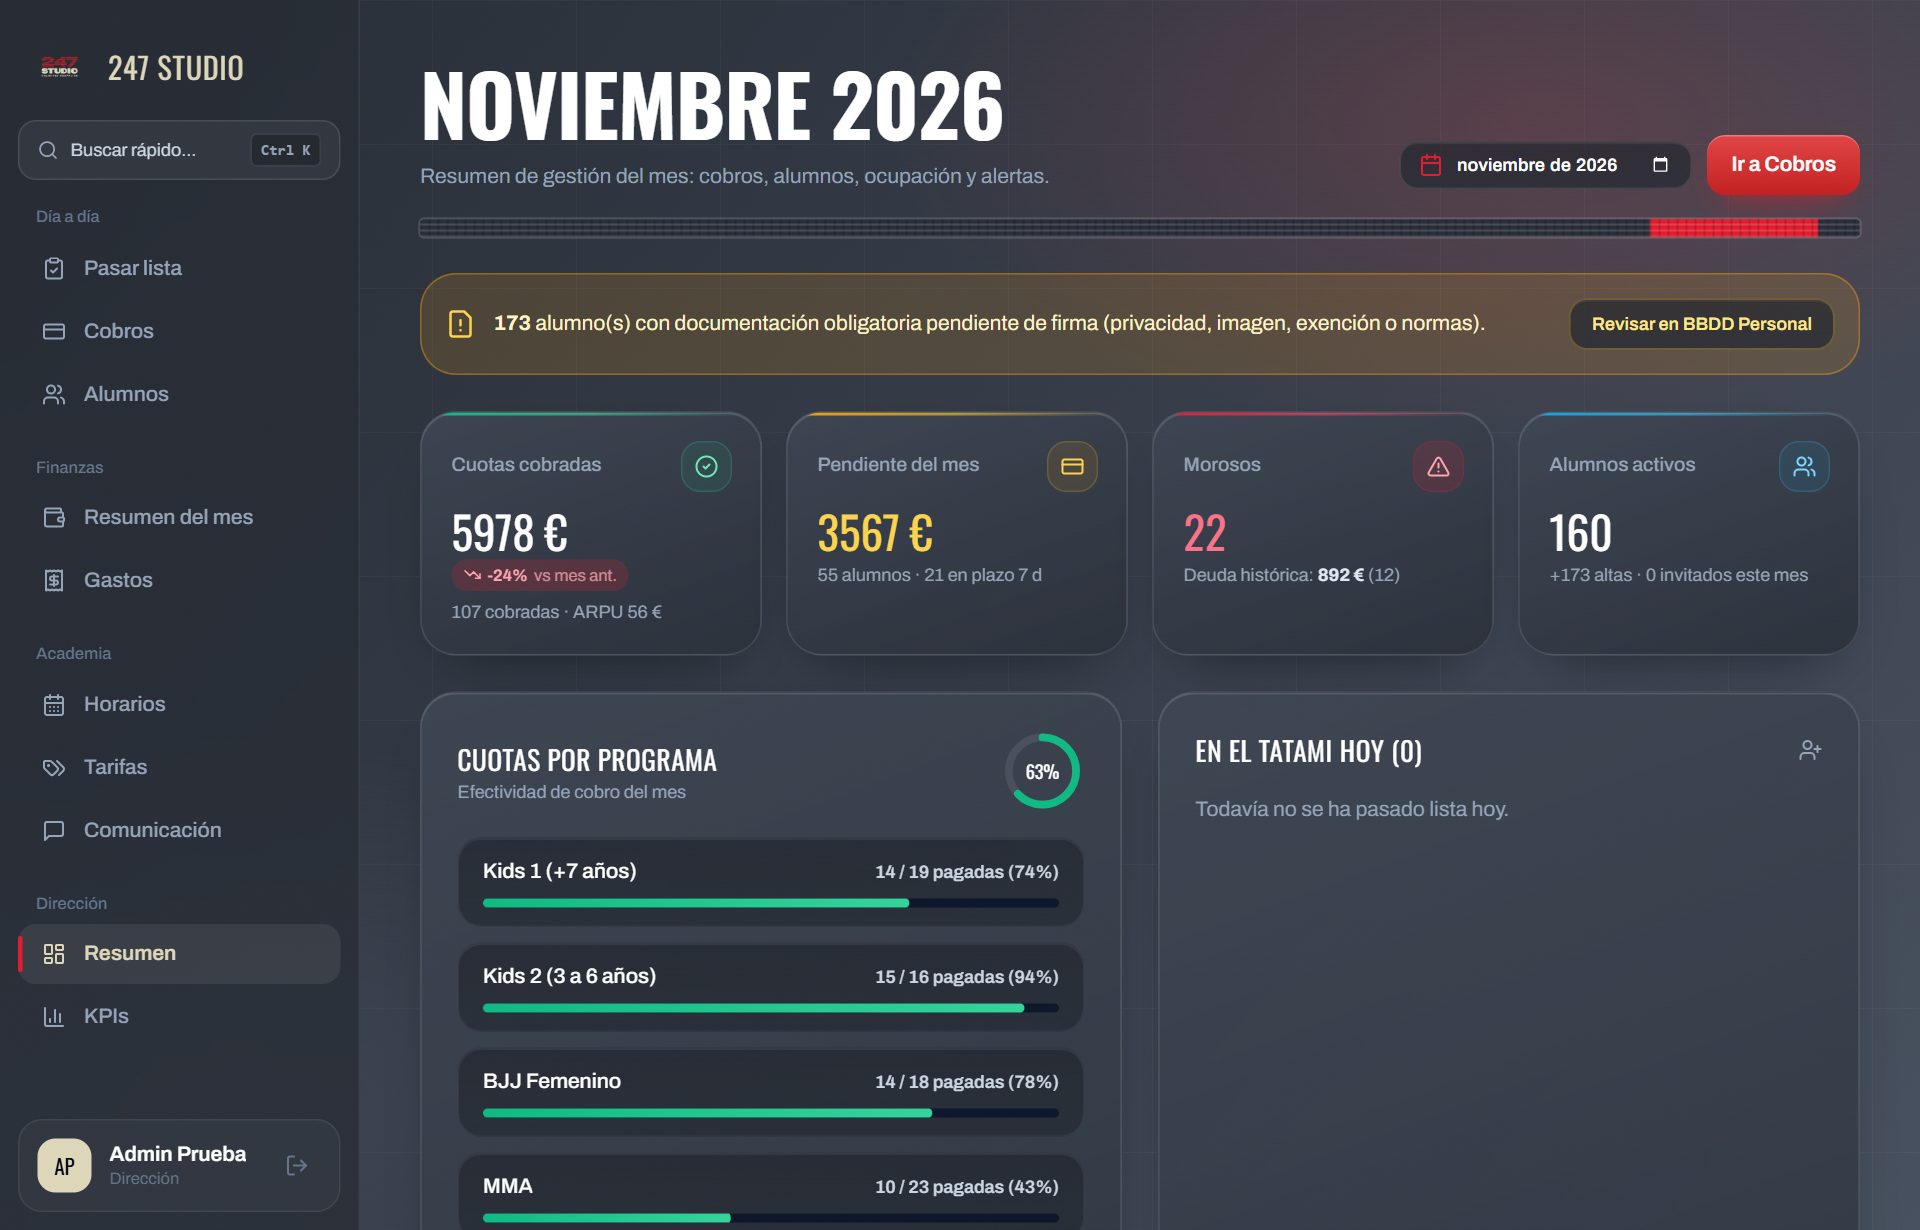 247
STUDIO
247 STUDIO
Buscar rápido...
Ctrl K
Día a día
Pasar lista
Cobros
Alumnos
Finanzas
Resumen del mes
Gastos
Academia
Horarios
Tarifas
Comunicación
Dirección
Resumen
KPIs
AP
Admin Prueba
Dirección
NOVIEMBRE 2026
Resumen de gestión del mes: cobros, alumnos, ocupación y alertas.
noviembre de 2026
Ir a Cobros
173 alumno(s) con documentación obligatoria pendiente de firma (privacidad, imagen, exención o normas).
Revisar en BBDD Personal
Cuotas cobradas
5978 €
-24% vs mes ant.
107 cobradas · ARPU 56 €
Pendiente del mes
3567 €
55 alumnos · 21 en plazo 7 d
Morosos
22
Deuda histórica: 892 € (12)
Alumnos activos
160
+173 altas · 0 invitados este mes
CUOTAS POR PROGRAMA
Efectividad de cobro del mes
63%
Kids 1 (+7 años)
14 / 19 pagadas (74%)
Kids 2 (3 a 6 años)
15 / 16 pagadas (94%)
BJJ Femenino
14 / 18 pagadas (78%)
MMA
10 / 23 pagadas (43%)
EN EL TATAMI HOY (0)
Todavía no se ha pasado lista hoy.